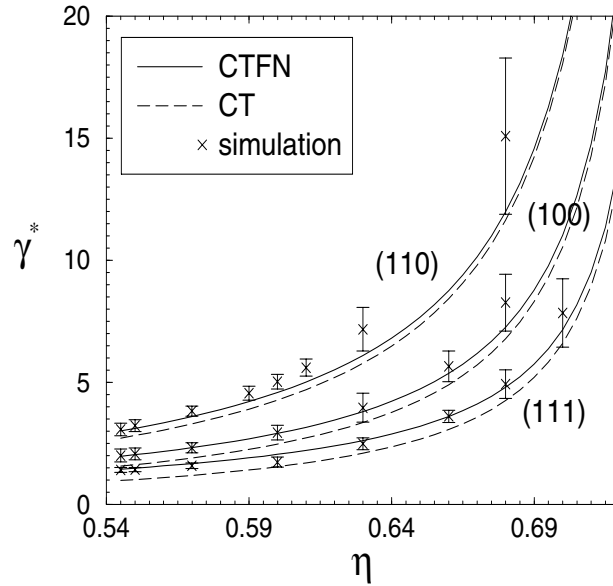 20
CTFN
CT
simulation
15
(100)
γ*
10
(110)
5
(111)
0
0.54 0.59 0.64 0.69
η